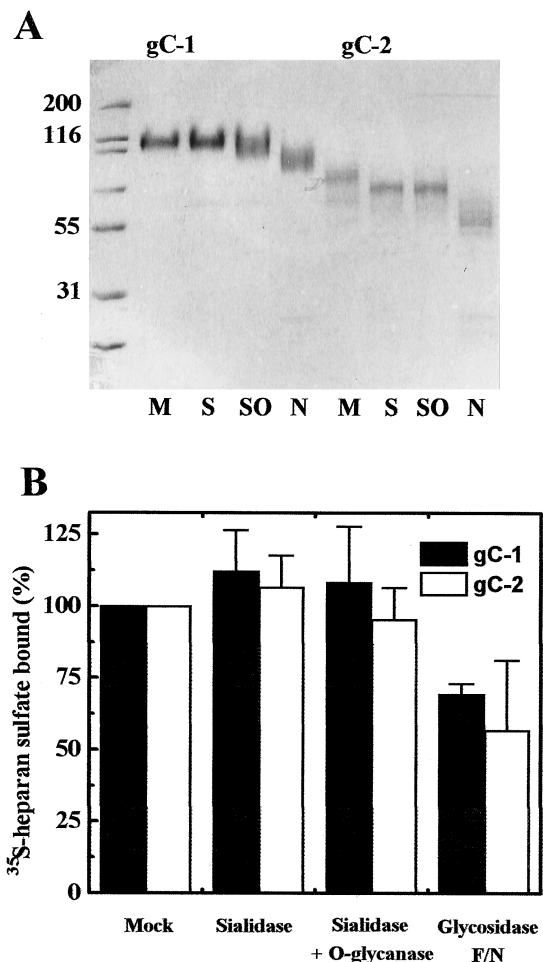 A
gC-1 gC-2
200
116
55
31
M S SO N M S SO N
B
125
100
75
50
25
0
³⁵S-heparan sulfate bound (%)
gC-1
gC-2
Mock Sialidase Sialidase Glycosidase
+ O-glycanase F/N